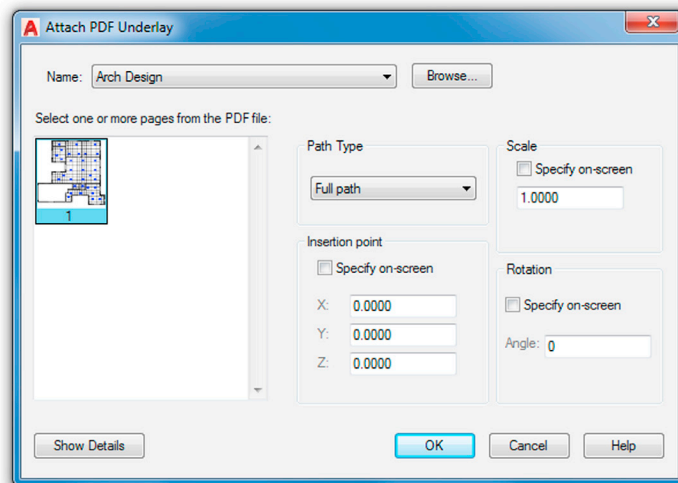 Attach PDF Underlay
Name: Arch Design Browse...
Select one or more pages from the PDF file:
1
Path Type
Full path
Insertion point
Specify on-screen
X: 0.0000
Y: 0.0000
Z: 0.0000
Scale
Specify on-screen
1.0000
Rotation
Specify on-screen
Angle: 0
Show Details OK Cancel Help